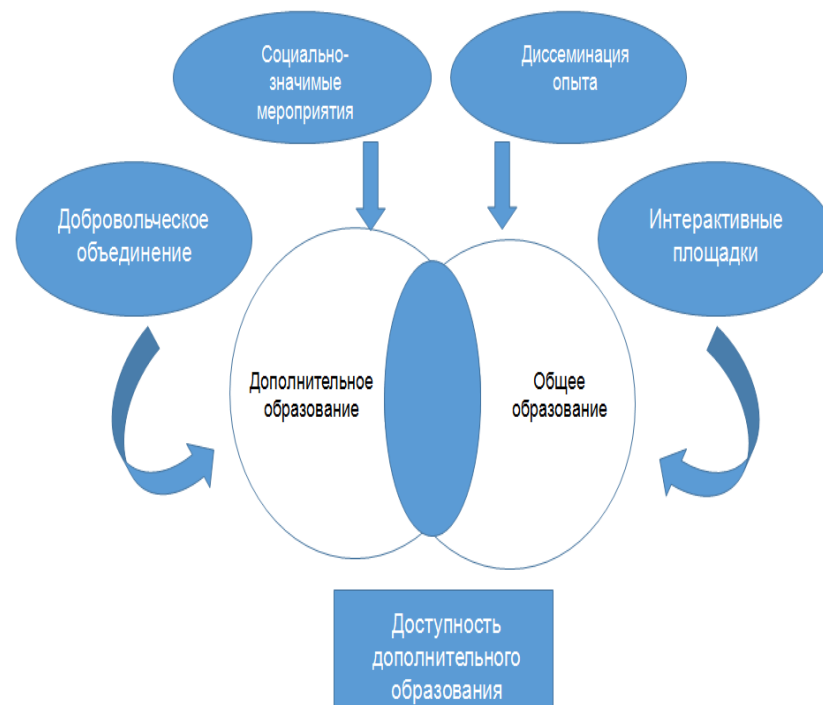 Социально-
значимые
мероприятия
Диссеминация
опыта
Добровольческое
объединение
Интерактивные
площадки
Дополнительное
образование
Общее
образование
Доступность
дополнительного
образования